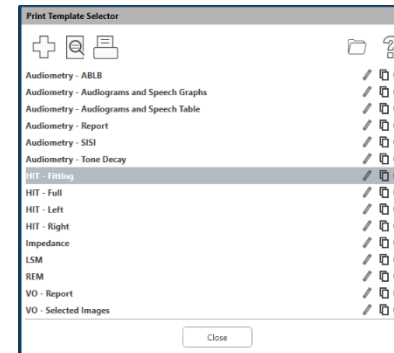 Print Template Selector
Audiometry - ABLB
Audiometry - Audiograms and Speech Graphs
Audiometry - Audiograms and Speech Table
Audiometry - Report
Audiometry - SISI
Audiometry - Tone Decay
HIT - Fitting
HIT - Full
HIT - Left
HIT - Right
Impedance
LSM
REM
VO - Report
VO - Selected Images
Close